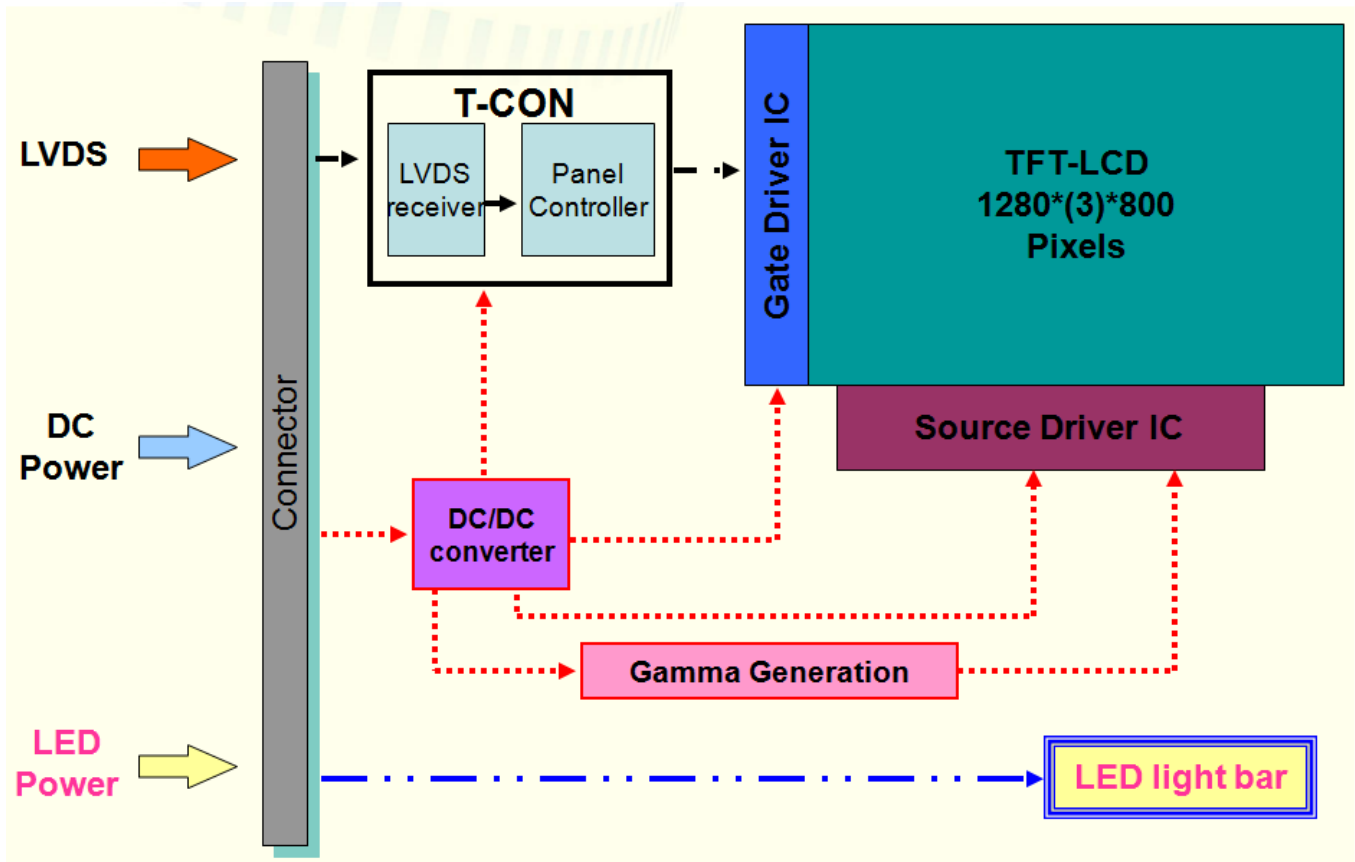 T-CON
LVDS
receiver
Panel
Controller
Gate Driver IC
TFT-LCD
1280*(3)*800
Pixels
LVDS
Connector
DC
Power
Source Driver IC
DC/DC
converter
Gamma Generation
LED
Power
LED light bar